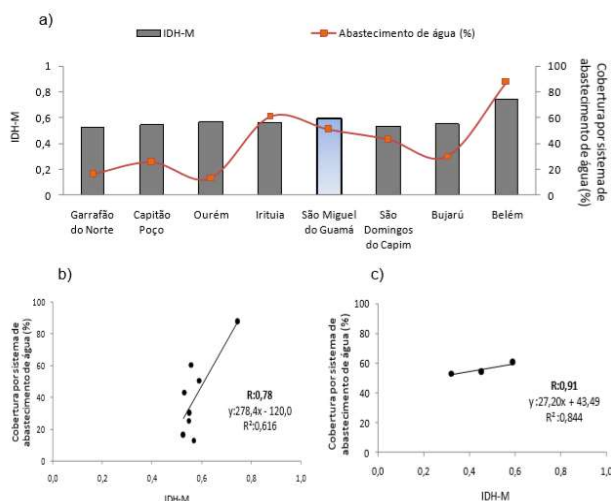 a)
IDH-M
Abastecimento de água (%)
1
0,8
0,6
0,4
0,2
0
IDH-M
100
80
60
40
20
0
Cobertura por sistema de
abastecimento de água(%)
Garrafão
do Norte
Capitão
Poço
Ourém
Irituia
São Miguel
do Guamá
São
Domingos
do Capim
Bujarú
Belém
b)
Cobertura por sistema de
abastecimento de água (%)
100
80
60
40
20
0
0,0
0,2
0,4
0,6
0,8
1,0
IDH-M
R:0,78
y:278,4x - 120,0
R²:0,616
c)
Cobertura por sistema de
abastecimento de água (%)
100
80
60
40
20
0
0,0
0,2
0,4
0,6
0,8
1,0
IDH-M
R:0,91
y:27,20x + 43,49
R²:0,844